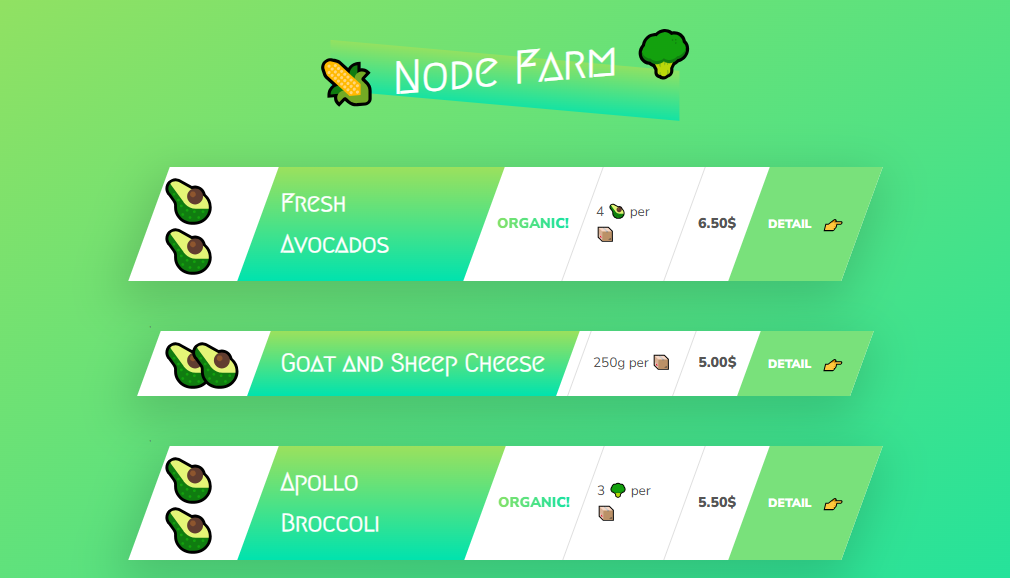 Node Farm
Fresh
Avocados
ORGANIC!
4 🥑 per
📦
6.50$
DETAIL 👉
Goat and Sheep Cheese
250g per 📦
5.00$
DETAIL 👉
Apollo
Broccoli
ORGANIC!
3 🥦 per
📦
5.50$
DETAIL 👉